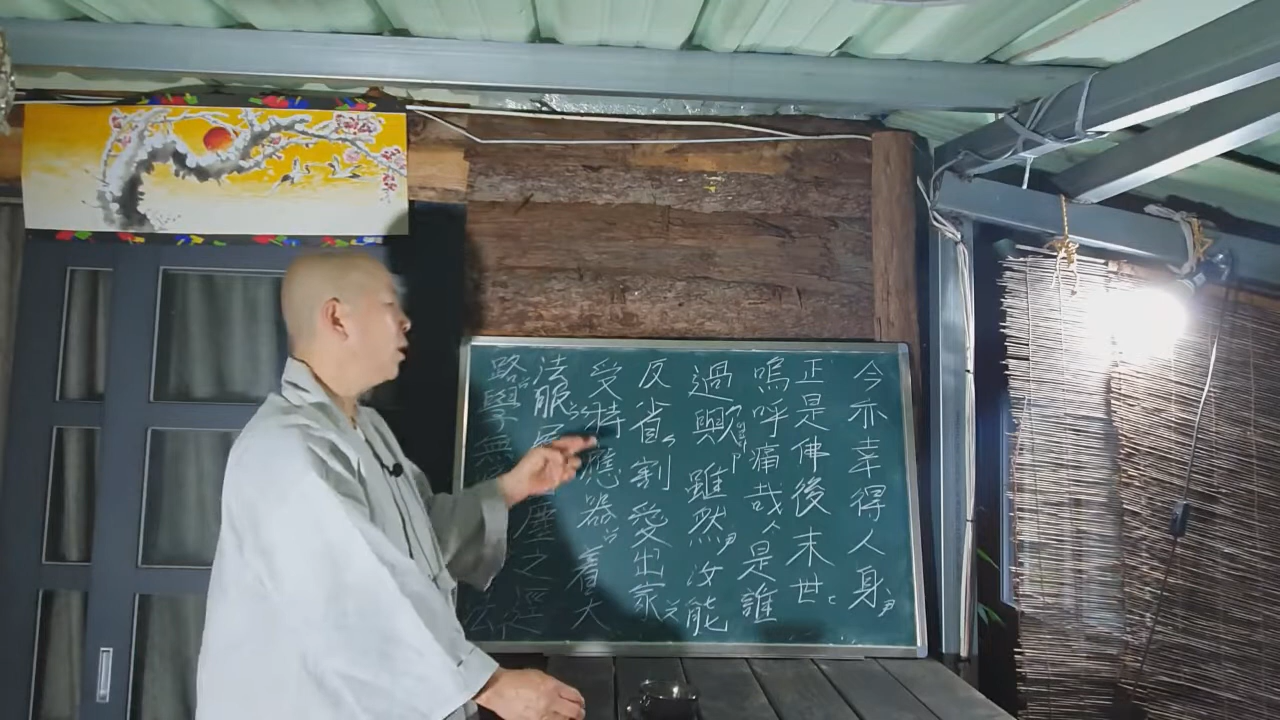 今亦幸得人身
正是佛後末世
嗚呼痛哉是誰
過歟雖然汝能
反省割愛出家
受持應器着大
法服塵之逕
路學無法